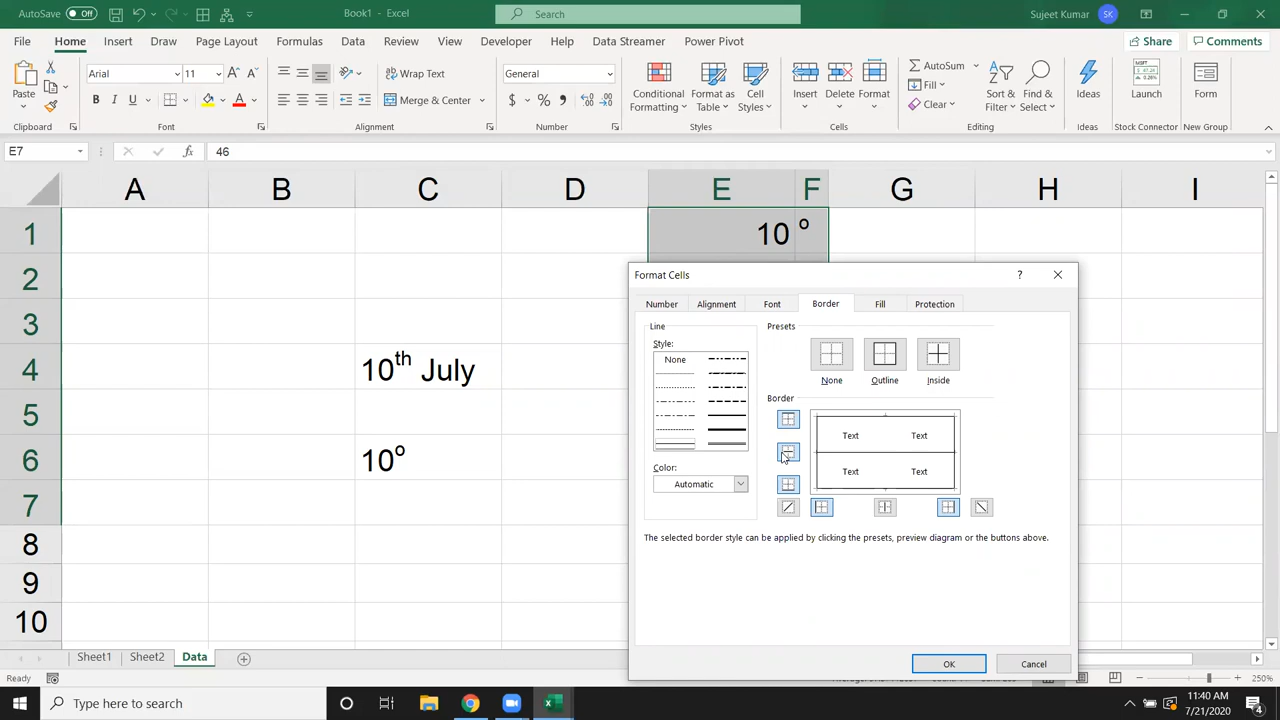 AutoSave Off Book1 - Excel Search Sujeet Kumar SK
File Home Insert Draw Page Layout Formulas Data Review View Developer Help Data Streamer Power Pivot Share Comments
Paste Arial 11 A A Wrap Text General Conditional Formatting Format as Table Cell Styles Insert Delete Format AutoSum Fill Clear Sort & Filter Find & Select Ideas Launch Form
B I U A Merge & Center $ % ,
Clipboard Font Alignment Number Styles Cells Editing Ideas Stock Connector New Group
E7 fx 46
A B C D E F G H I
1 10 º
2
3
4 10th July
5
6 10º
7
8
9
10
Format Cells ?
Number Alignment Font Border Fill Protection
Line Presets
Style:
None
None Outline Inside
Border
Text Text
Text Text
Color:
Automatic
The selected border style can be applied by clicking the presets, preview diagram or the buttons above.
OK Cancel
Sheet1 Sheet2 Data
Ready 250%
Type here to search 11:40 AM
7/21/2020